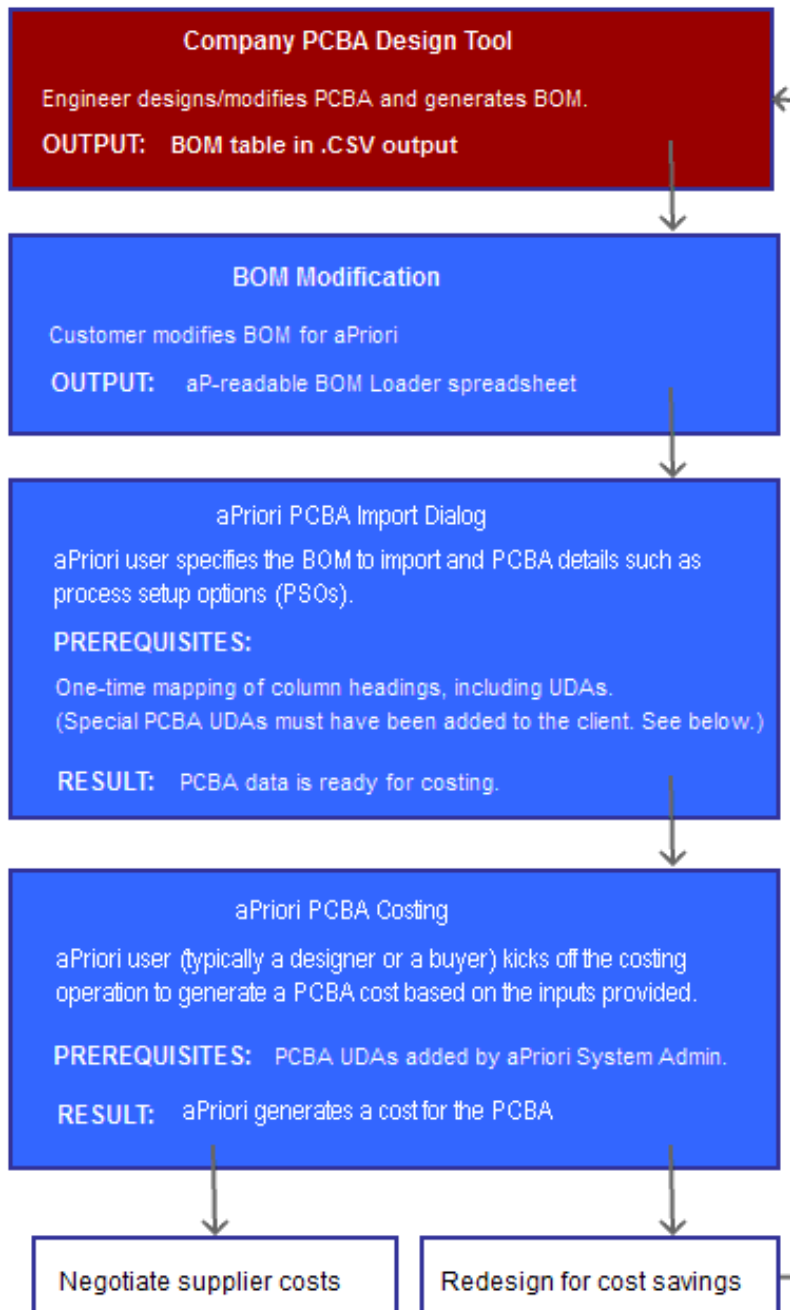 Company PCBA Design Tool
Engineer designs/modifies PCBA and generates BOM.
OUTPUT: BOM table in .CSV output
BOM Modification
Customer modifies BOM for aPriori
OUTPUT: aP-readable BOM Loader spreadsheet
aPriori PCBA Import Dialog
aPriori user specifies the BOM to import and PCBA details such as
process setup options (PSOs).
PREREQUISITES:
One-time mapping of column headings, including UDAs.
(Special PCBA UDAs must have been added to the client. See below.)
RESULT: PCBA data is ready for costing.
aPriori PCBA Costing
aPriori user (typically a designer or a buyer) kicks off the costing
operation to generate a PCBA cost based on the inputs provided.
PREREQUISITES: PCBA UDAs added by aPriori System Admin.
RESULT: aPriori generates a cost for the PCBA
Negotiate supplier costs
Redesign for cost savings